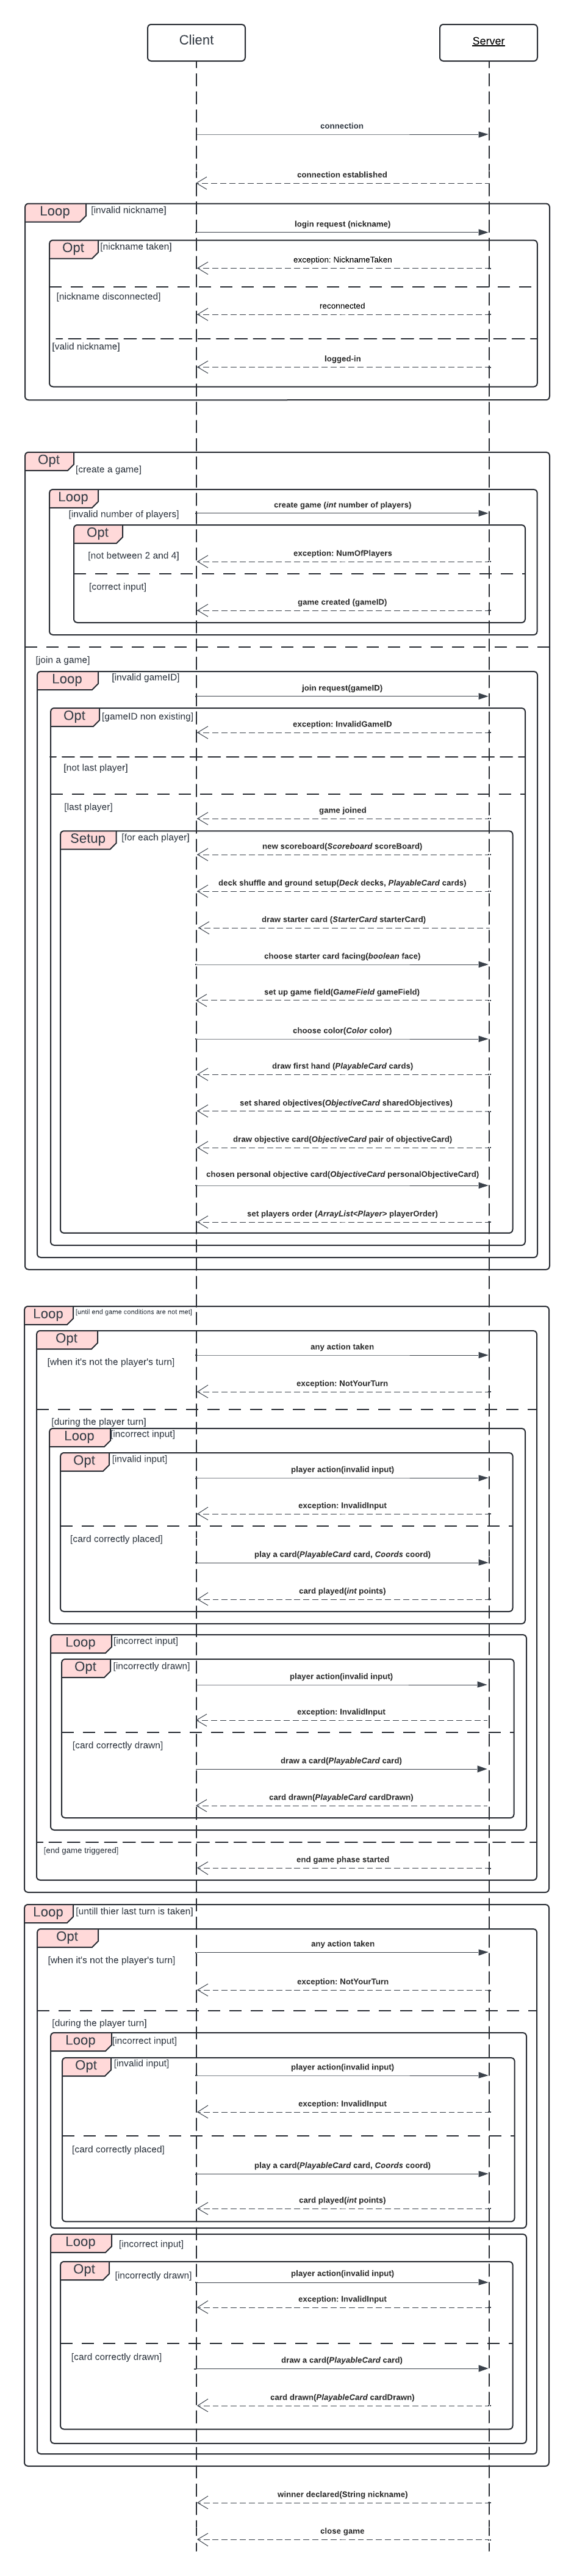 Client
Server
connection
connection established
Loop
[invalid nickname]
login request (nickname)
Opt
[nickname taken]
exception: NicknameTaken
[nickname disconnected]
reconnected
[valid nickname]
logged-in
Opt
[create a game]
Loop
[invalid number of players]
create game (int number of players)
Opt
[not between 2 and 4]
exception: NumOfPlayers
[correct input]
game created (gameID)
[join a game]
Loop
[invalid gameID]
join request(gameID)
Opt
[gameID non existing]
exception: InvalidGameID
[not last player]
[last player]
game joined
Setup
[for each player]
new scoreboard(Scoreboard scoreBoard)
deck shuffle and ground setup(Deck decks, PlayableCard cards)
draw starter card (StarterCard starterCard)
choose starter card facing(boolean face)
set up game field(GameField gameField)
choose color(Color color)
draw first hand (PlayableCard cards)
set shared objectives(ObjectiveCard sharedObjectives)
draw objective card(ObjectiveCard pair of objectiveCard)
chosen personal objective card(ObjectiveCard personalObjectiveCard)
set players order (ArrayList<Player> playerOrder)
Loop
[until end game conditions are not met]
Opt
[when it's not the player's turn]
any action taken
exception: NotYourTurn
[during the player turn]
Loop
[incorrect input]
Opt
[invalid input]
player action(invalid input)
exception: InvalidInput
[card correctly placed]
play a card(PlayableCard card, Coords coord)
card played(int points)
Loop
[incorrect input]
Opt
[incorrectly drawn]
player action(invalid input)
exception: InvalidInput
[card correctly drawn]
draw a card(PlayableCard card)
card drawn(PlayableCard cardDrawn)
[end game triggered]
end game phase started
Loop
[untill thier last turn is taken]
Opt
[when it's not the player's turn]
any action taken
exception: NotYourTurn
[during the player turn]
Loop
[incorrect input]
Opt
[invalid input]
player action(invalid input)
exception: InvalidInput
[card correctly placed]
play a card(PlayableCard card, Coords coord)
card played(int points)
Loop
[incorrect input]
Opt
[incorrectly drawn]
player action(invalid input)
exception: InvalidInput
[card correctly drawn]
draw a card(PlayableCard card)
card drawn(PlayableCard cardDrawn)
winner declared(String nickname)
close game